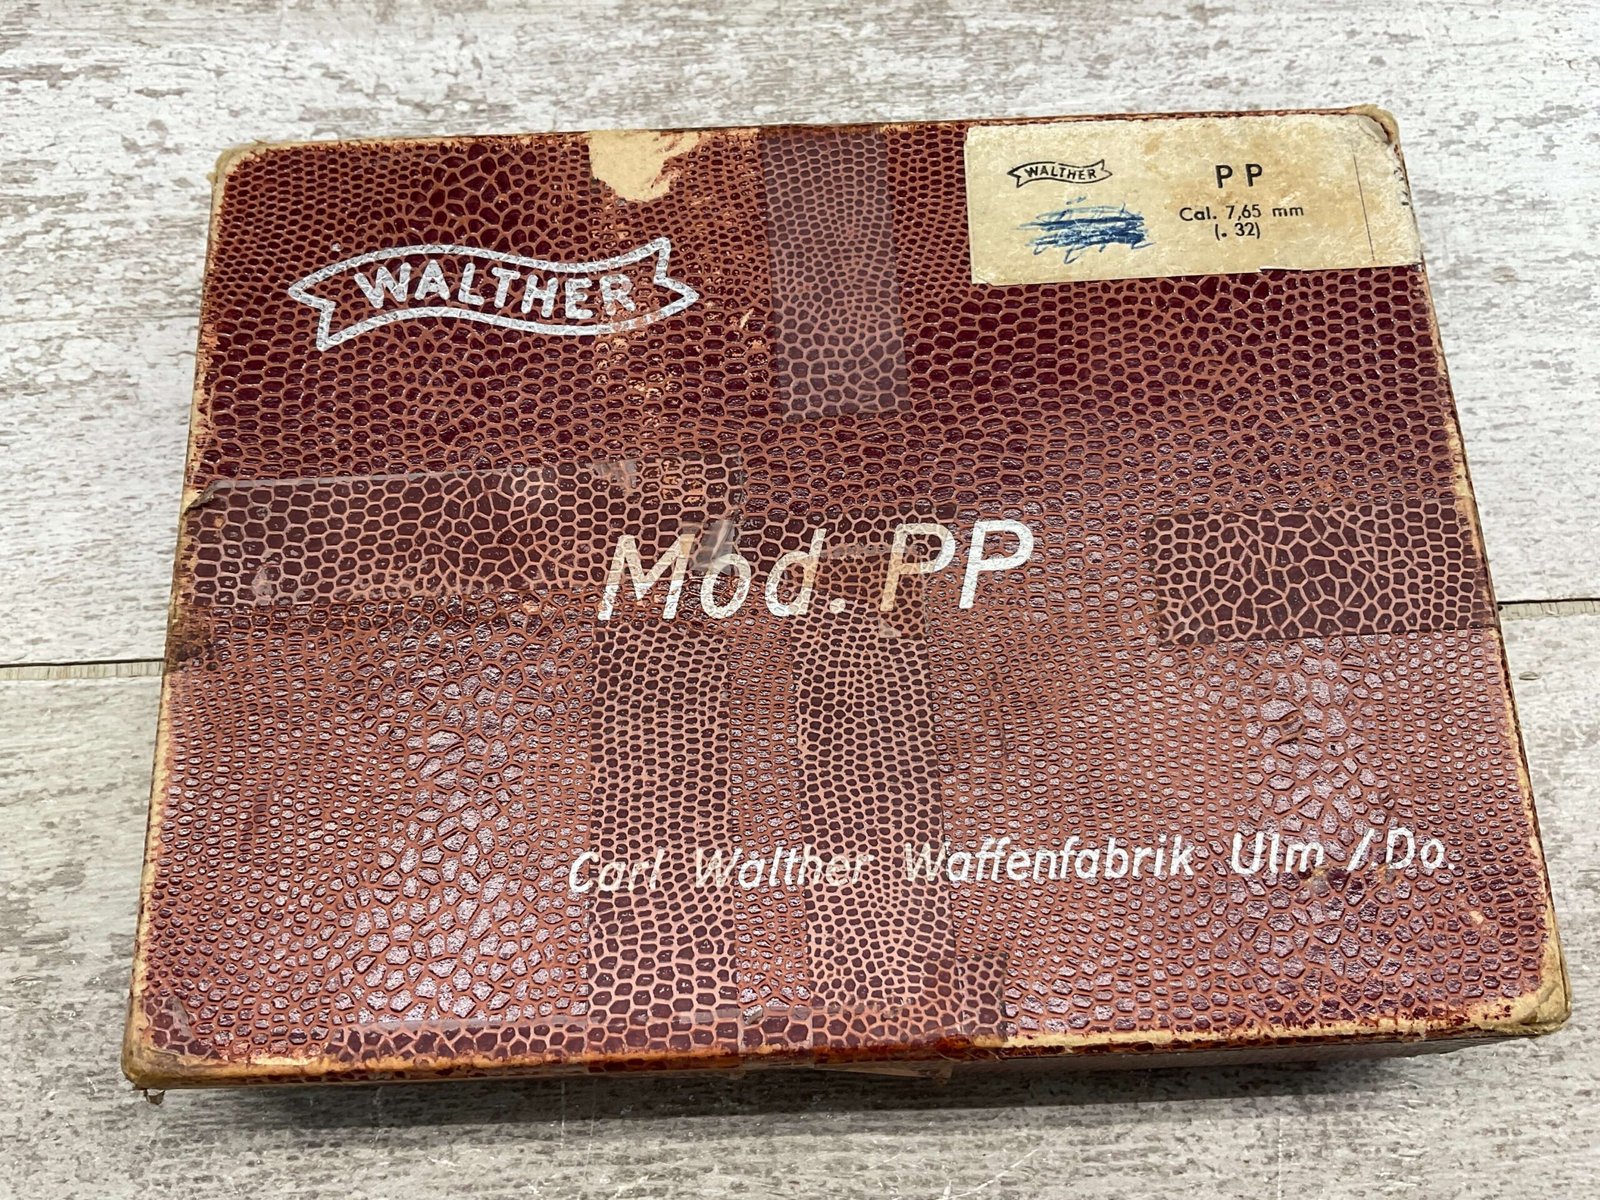 WALTHER
PP
Cal. 7,65 mm
(. 32)
WALTHER
Mod. PP
Carl Walther Waffenfabrik Ulm / Do.